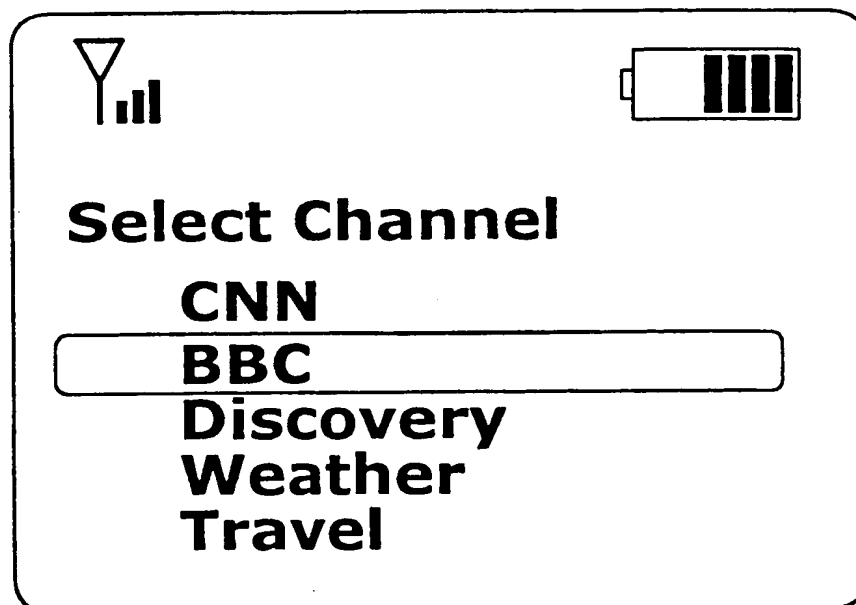 Select Channel
CNN
BBC
Discovery
Weather
Travel